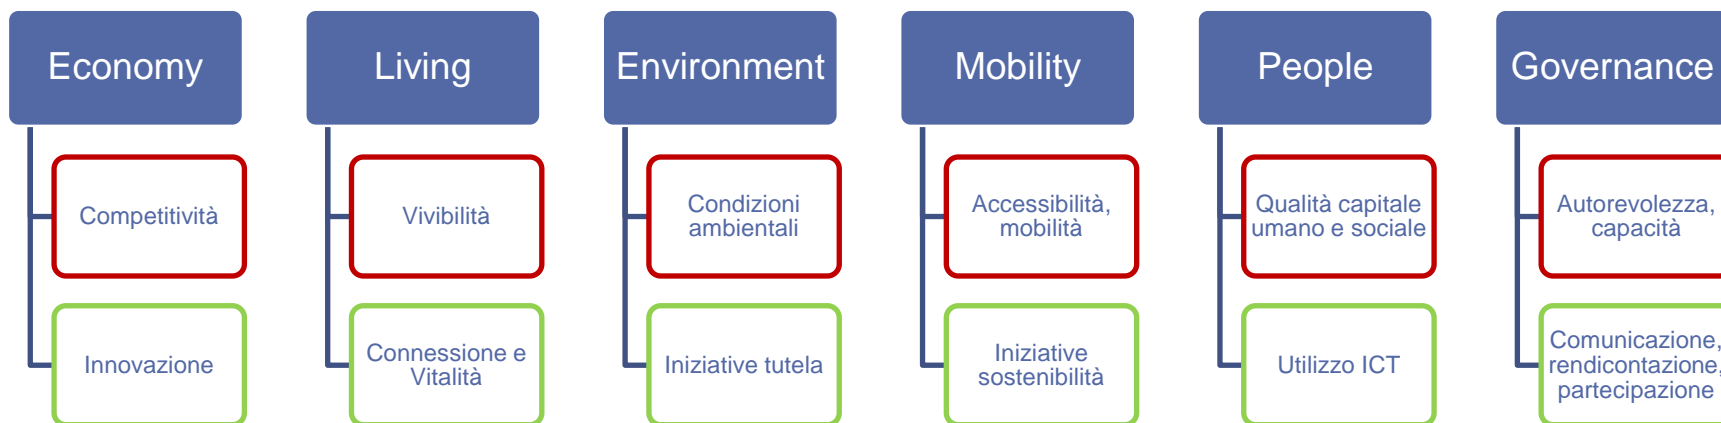 Economy
Living
Environment
Mobility
People
Governance
Competitività
Vivibilità
Condizioni
ambientali
Accessibilità,
mobilità
Qualità capitale
umano e sociale
Autorevolezza,
capacità
Innovazione
Connessione e
Vitalità
Iniziative tutela
Iniziative
sostenibilità
Utilizzo ICT
Comunicazione,
rendicontazione,
partecipazione